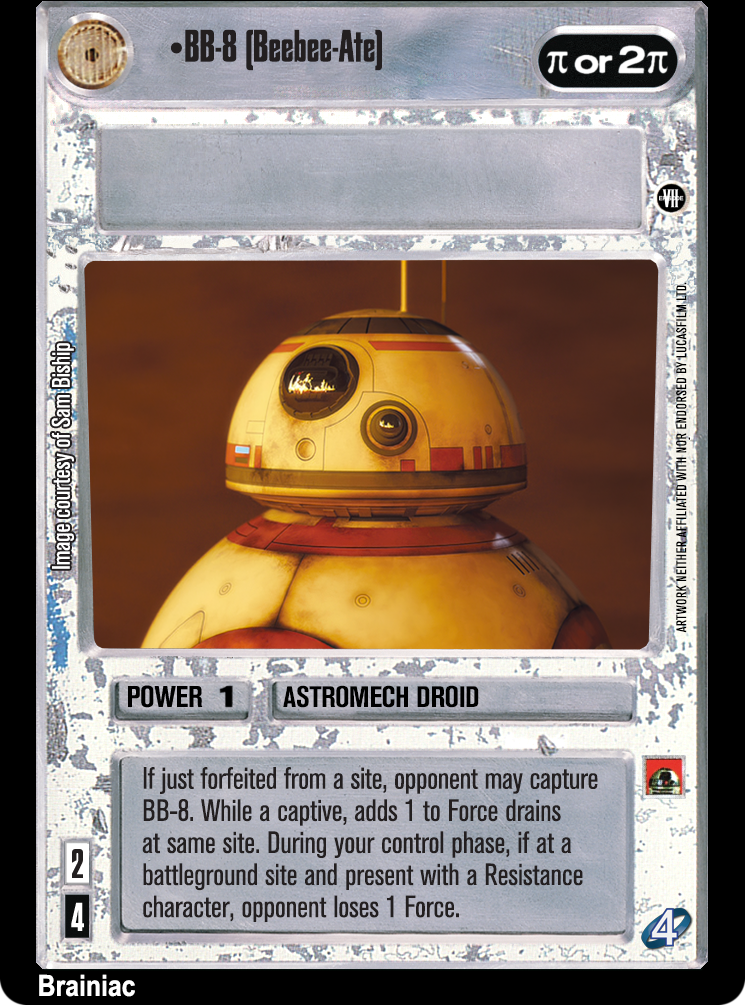 •BB-8 (Beebee-Ate)
π or 2π
EPISODE
VII
Image courtesy of Sam Biship
ARTWORK NEITHER AFFILIATED WITH NOR ENDORSED BY LUCASFILM LTD.
POWER 1
ASTROMECH DROID
If just forfeited from a site, opponent may capture
BB-8. While a captive, adds 1 to Force drains
at same site. During your control phase, if at a
battleground site and present with a Resistance
character, opponent loses 1 Force.
2
4
4
Brainiac